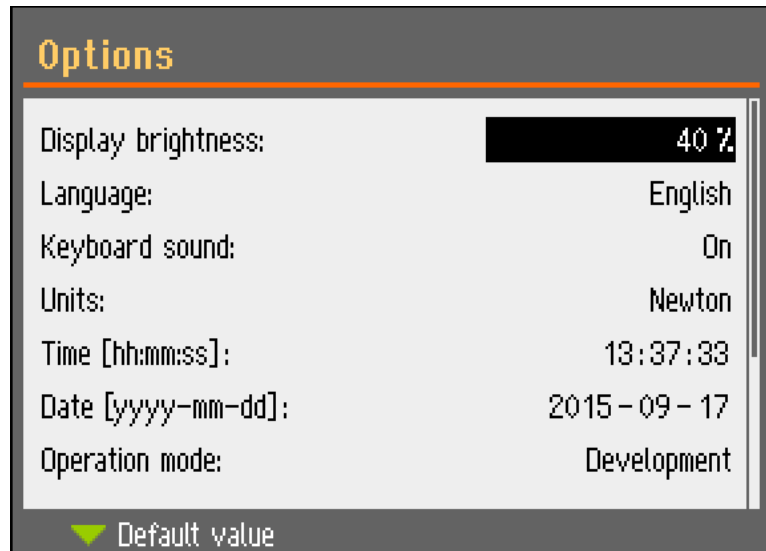 Options
Display brightness: 40 %
Language: English
Keyboard sound: On
Units: Newton
Time [hh:mm:ss]: 13:37:33
Date [yyyy-mm-dd]: 2015-09-17
Operation mode: Development
Default value